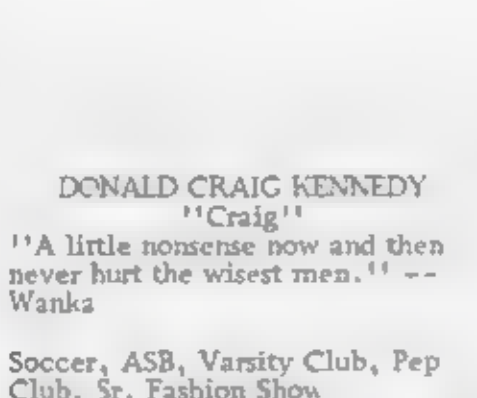 DONALD CRAIG KENNEDY
''Craig''
''A little nonsense now and then
never hurt the wisest men.'' --
Wanka
Soccer, ASB, Varsity Club, Pep
Club, Sr. Fashion Show